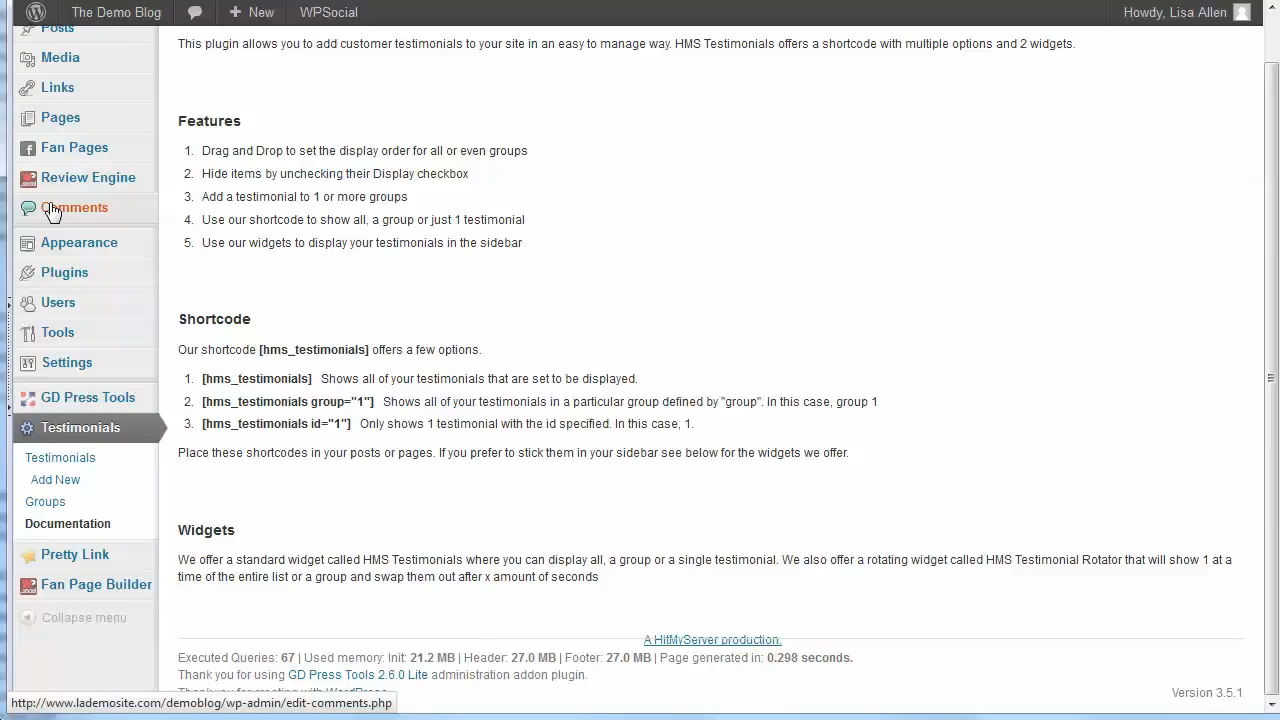 The Demo Blog New WPSocial Howdy, Lisa Allen
Posts
Media
Links
Pages
Fan Pages
Review Engine
Comments
Appearance
Plugins
Users
Tools
Settings
GD Press Tools
Testimonials
Testimonials
Add New
Groups
Documentation
Pretty Link
Fan Page Builder
Collapse menu
This plugin allows you to add customer testimonials to your site in an easy to manage way. HMS Testimonials offers a shortcode with multiple options and 2 widgets.
Features
1. Drag and Drop to set the display order for all or even groups
2. Hide items by unchecking their Display checkbox
3. Add a testimonial to 1 or more groups
4. Use our shortcode to show all, a group or just 1 testimonial
5. Use our widgets to display your testimonials in the sidebar
Shortcode
Our shortcode [hms_testimonials] offers a few options.
1. [hms_testimonials] Shows all of your testimonials that are set to be displayed.
2. [hms_testimonials group="1"] Shows all of your testimonials in a particular group defined by "group". In this case, group 1
3. [hms_testimonials id="1"] Only shows 1 testimonial with the id specified. In this case, 1.
Place these shortcodes in your posts or pages. If you prefer to stick them in your sidebar see below for the widgets we offer.
Widgets
We offer a standard widget called HMS Testimonials where you can display all, a group or a single testimonial. We also offer a rotating widget called HMS Testimonial Rotator that will show 1 at a
time of the entire list or a group and swap them out after x amount of seconds
A HitMyServer production.
Executed Queries: 67 | Used memory: Init: 21.2 MB | Header: 27.0 MB | Footer: 27.0 MB | Page generated in: 0.298 seconds.
Thank you for using GD Press Tools 2.6.0 Lite administration addon plugin.
Thank you for creating with WordPress.
Version 3.5.1
http://www.lademosite.com/demoblog/wp-admin/edit-comments.php